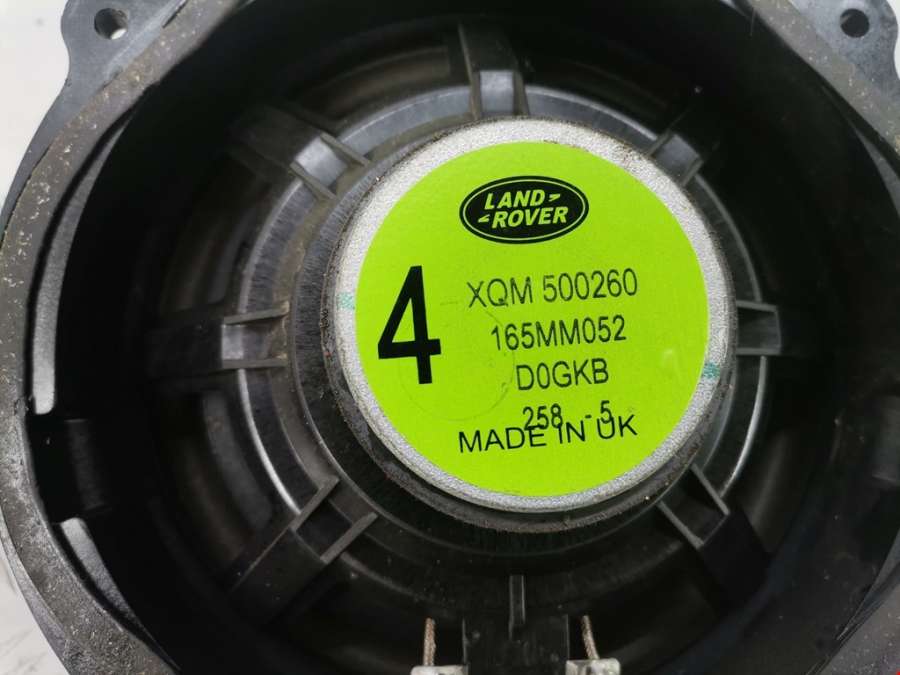 LAND
ROVER
4
XQM 500260
165MM052
D0GKB
258 - 5
MADE IN UK